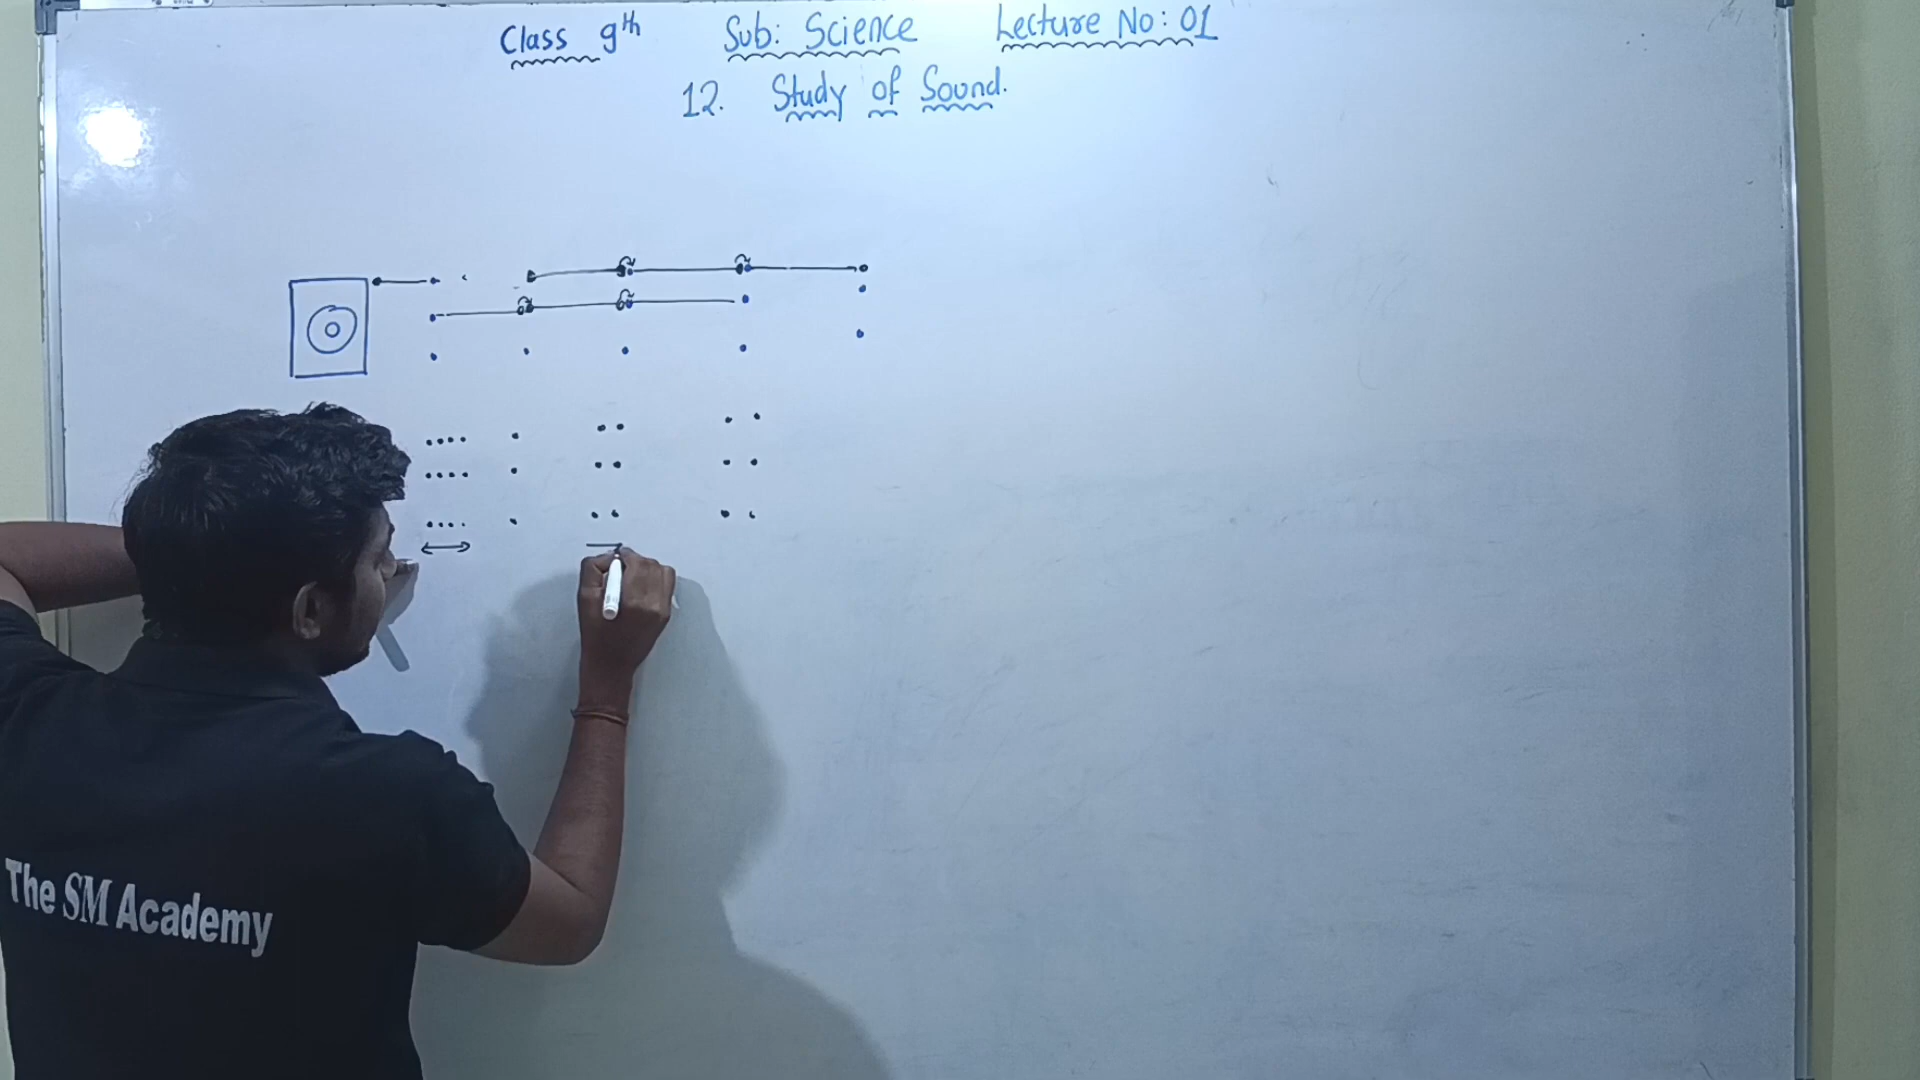 Class 9th Sub: Science Lecture No: 01
12. Study of Sound.
The SM Academy